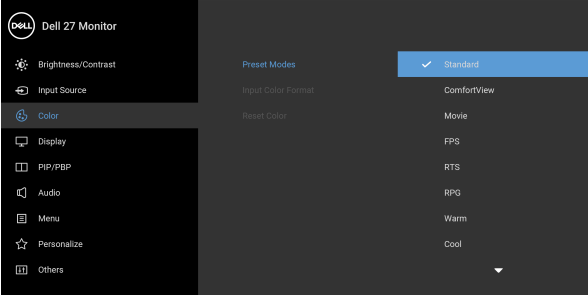 DELL
Dell 27 Monitor
Brightness/Contrast
Input Source
Color
Display
PIP/PBP
Audio
Menu
Personalize
Others
Preset Modes
Input Color Format
Reset Color
Standard
ComfortView
Movie
FPS
RTS
RPG
Warm
Cool